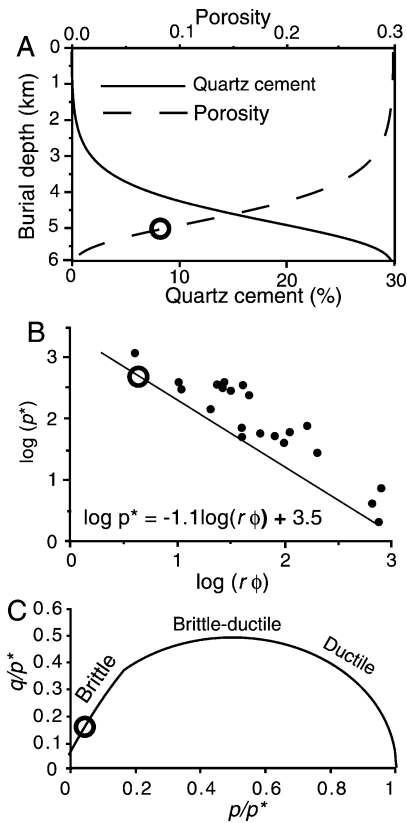 Porosity
A
0.0 0.1 0.2 0.3
0
1
2
3
4
5
6
Burial depth (km)
Quartz cement
Porosity
0 10 20 30
Quartz cement (%)
B
3
2
1
0
log (p*)
log p* = -1.1log(r ϕ) + 3.5
0 1 2 3
log (r ϕ)
C
0.6
0.5
0.4
0.3
0.2
0.1
0
q/p*
Brittle
Brittle-ductile
Ductile
0 0.2 0.4 0.6 0.8 1
p/p*